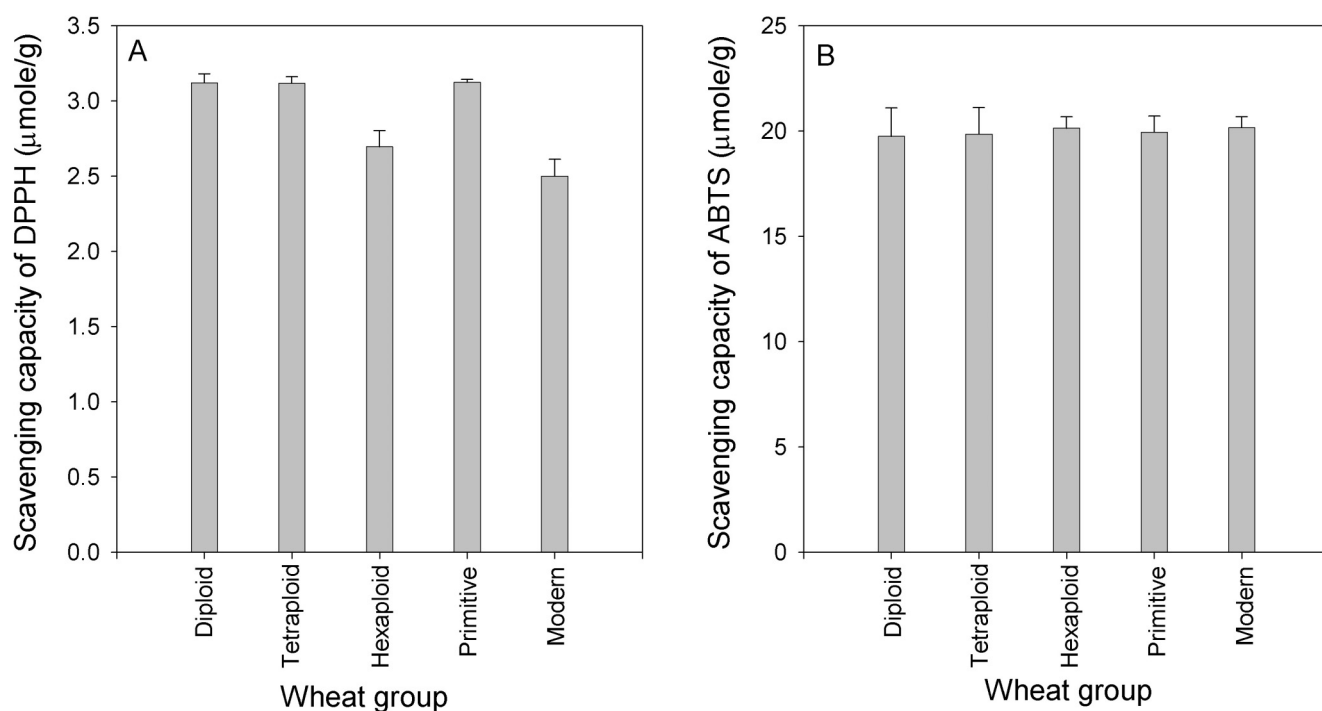 A
Scavenging capacity of DPPH (μmole/g)
3.5
3.0
2.5
2.0
1.5
1.0
0.5
0.0
Diploid
Tetraploid
Hexaploid
Primitive
Modern
Wheat group
B
Scavenging capacity of ABTS (μmole/g)
25
20
15
10
5
0
Diploid
Tetraploid
Hexaploid
Primitive
Modern
Wheat group